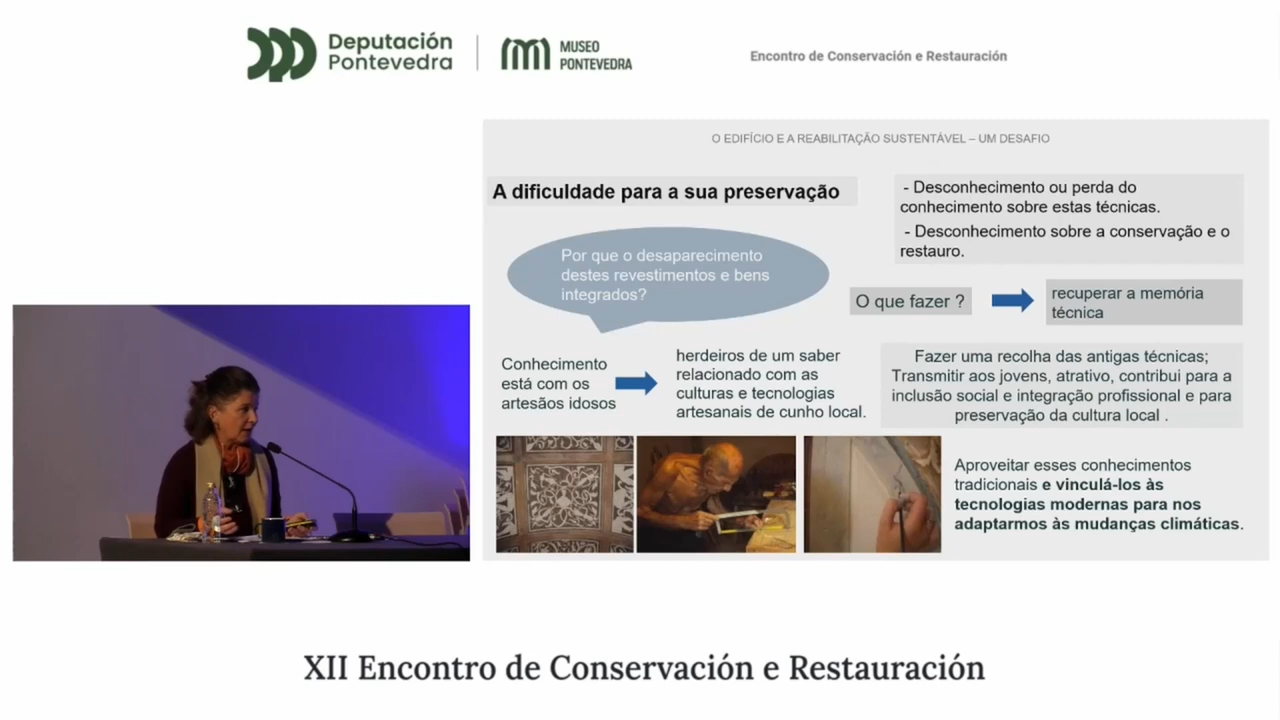 Deputación
Pontevedra
MUSEO
PONTEVEDRA
Encontro de Conservación e Restauración
O EDIFÍCIO E A REABILITAÇÃO SUSTENTÁVEL – UM DESAFIO
A dificuldade para a sua preservação
- Desconhecimento ou perda do
conhecimento sobre estas técnicas.
- Desconhecimento sobre a conservação e o
restauro.
Por que o desaparecimento
destes revestimentos e bens
integrados?
O que fazer ?
recuperar a memória
técnica
Conhecimento
está com os
artesãos idosos
herdeiros de um saber
relacionado com as
culturas e tecnologias
artesanais de cunho local.
Fazer uma recolha das antigas técnicas;
Transmitir aos jovens, atrativo, contribui para a
inclusão social e integração profissional e para
preservação da cultura local .
Aproveitar esses conhecimentos
tradicionais e vinculá-los às
tecnologias modernas para nos
adaptarmos às mudanças climáticas.
XII Encontro de Conservación e Restauración